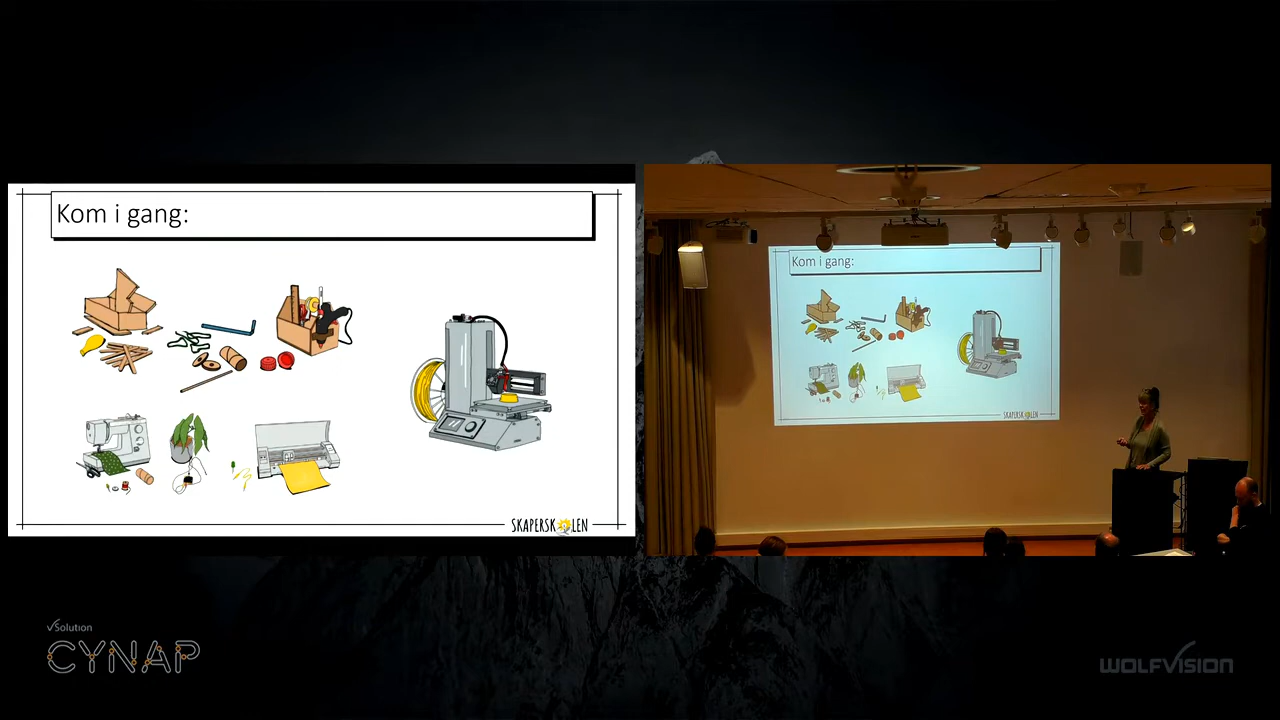 Kom i gang:
SKAPERSKOLEN
Kom i gang:
SKAPERSKOLEN
vSolution
CYNAP
WOLFVISION